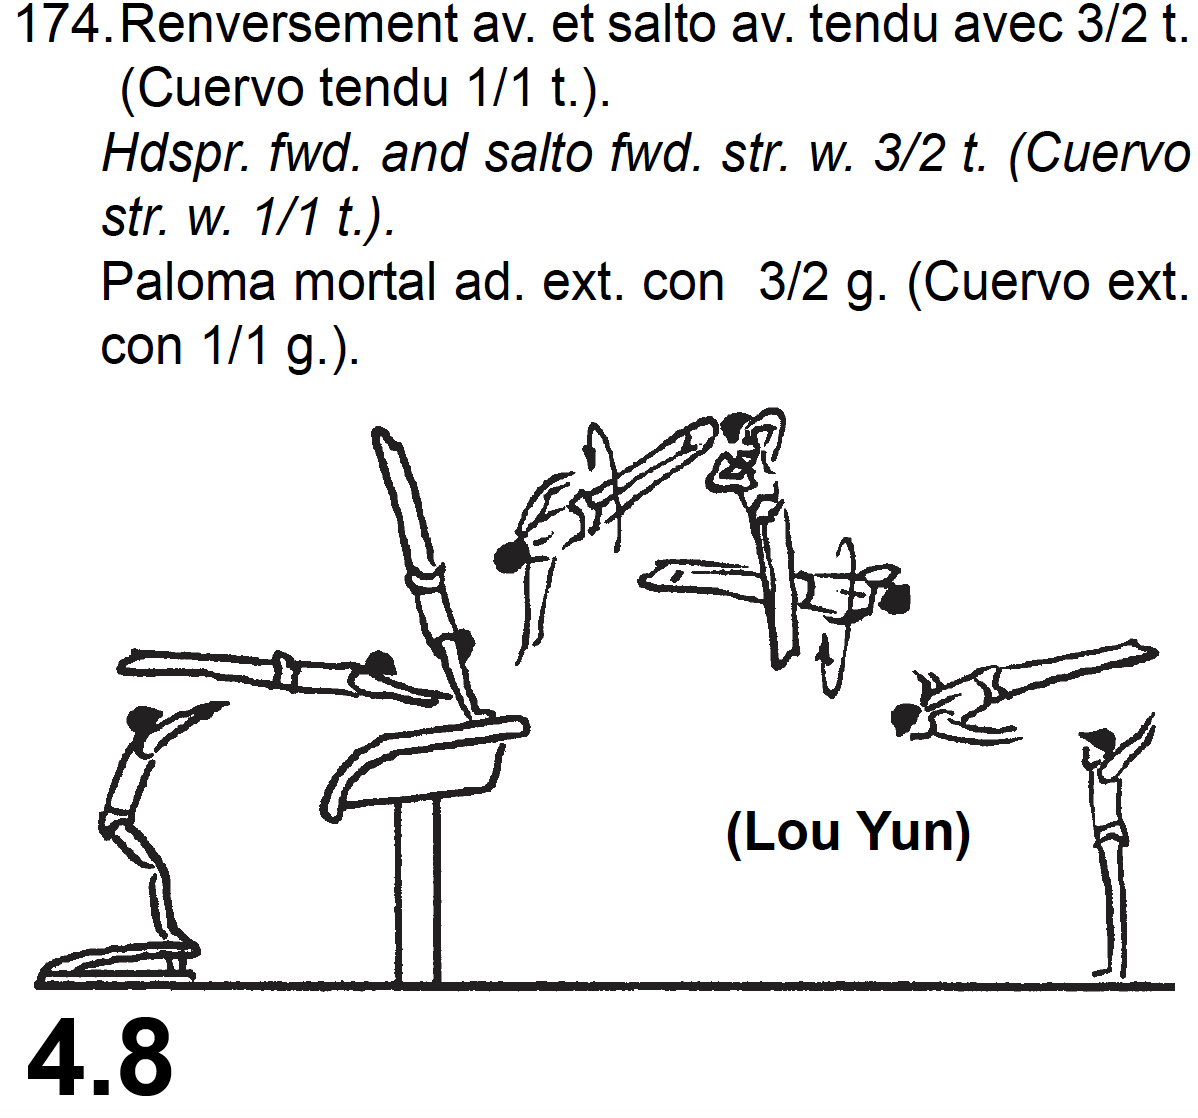 174.Renversement av. et salto av. tendu avec 3/2 t.
(Cuervo tendu 1/1 t.).
Hdspr. fwd. and salto fwd. str. w. 3/2 t. (Cuervo
str. w. 1/1 t.).
Paloma mortal ad. ext. con 3/2 g. (Cuervo ext.
con 1/1 g.).
(Lou Yun)
4.8